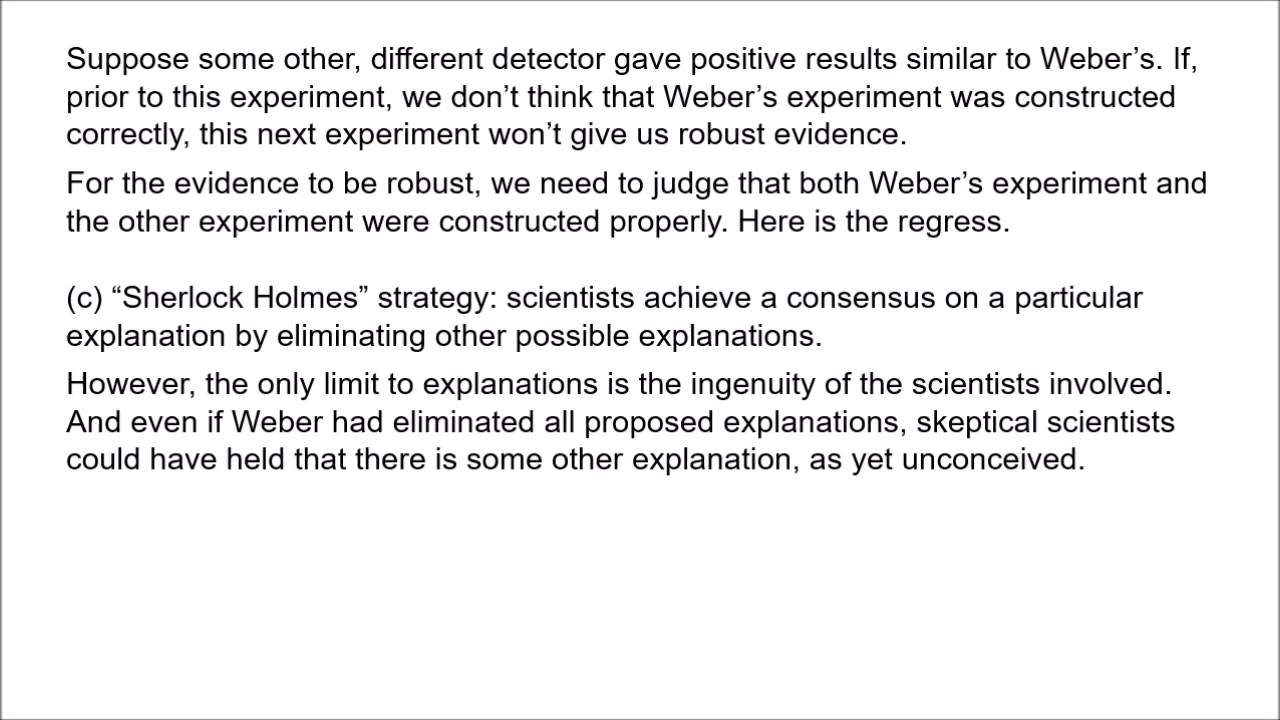 Suppose some other, different detector gave positive results similar to Weber’s. If,
prior to this experiment, we don’t think that Weber’s experiment was constructed
correctly, this next experiment won’t give us robust evidence.
For the evidence to be robust, we need to judge that both Weber’s experiment and
the other experiment were constructed properly. Here is the regress.
(c) “Sherlock Holmes” strategy: scientists achieve a consensus on a particular
explanation by eliminating other possible explanations.
However, the only limit to explanations is the ingenuity of the scientists involved.
And even if Weber had eliminated all proposed explanations, skeptical scientists
could have held that there is some other explanation, as yet unconceived.